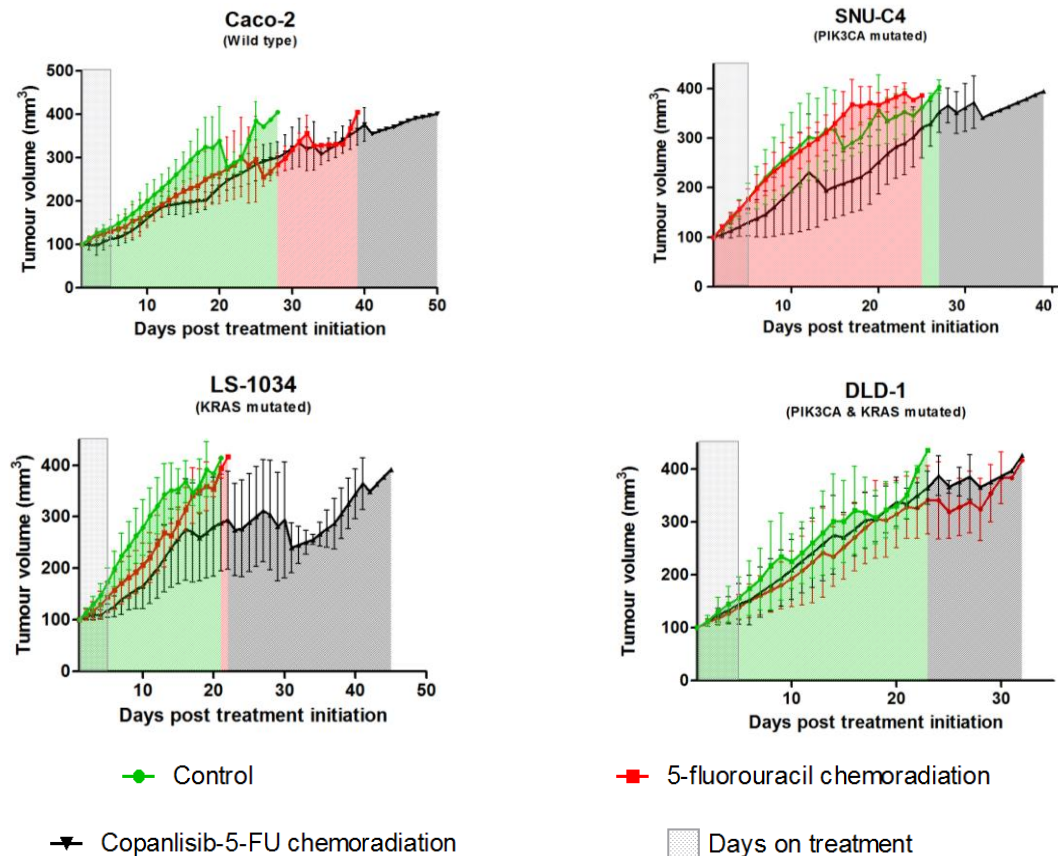 Caco-2
(Wild type)
Tumour volume (mm³)
500
400
300
200
100
0
10 20 30 40 50
Days post treatment initiation
SNU-C4
(PIK3CA mutated)
Tumour volume (mm³)
400
300
200
100
0
10 20 30 40
Days post treatment initiation
LS-1034
(KRAS mutated)
Tumour volume (mm³)
400
300
200
100
0
10 20 30 40 50
Days post treatment initiation
DLD-1
(PIK3CA & KRAS mutated)
Tumour volume (mm³)
400
300
200
100
0
10 20 30
Days post treatment initiation
Control
5-fluorouracil chemoradiation
Copanlisib-5-FU chemoradiation
Days on treatment